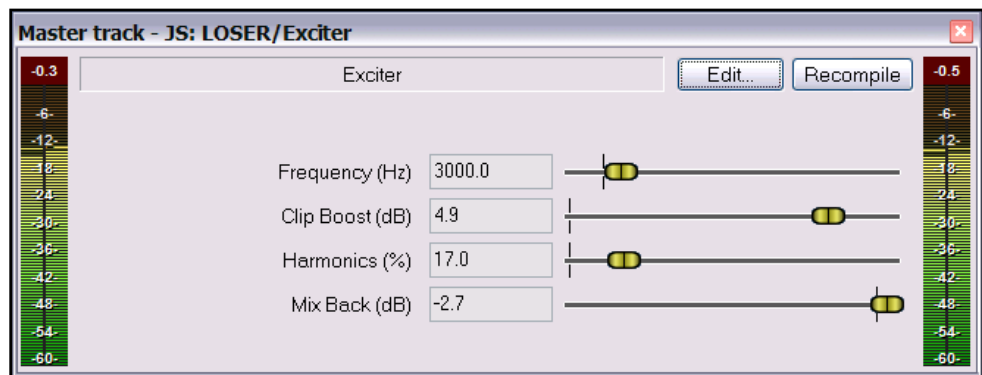 Master track - JS: LOSER/Exciter
-0.3
Exciter
Edit...
Recompile
-0.5
-6-
-6-
-12-
-12-
-18-
-18-
Frequency (Hz) 3000.0
-24-
-24-
Clip Boost (dB) 4.9
-30-
-30-
-36-
-36-
Harmonics (%) 17.0
-42-
-42-
Mix Back (dB) -2.7
-48-
-48-
-54-
-54-
-60-
-60-